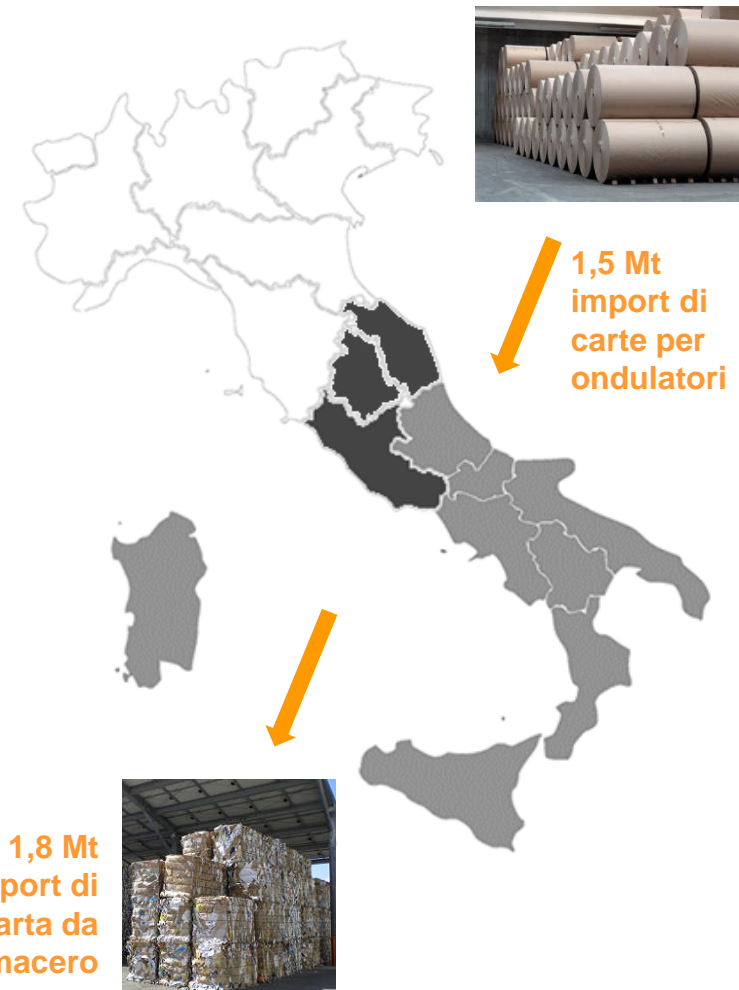 1,5 Mt
import di
carte per
ondulatori
1,8 Mt
port di
arta da
macero